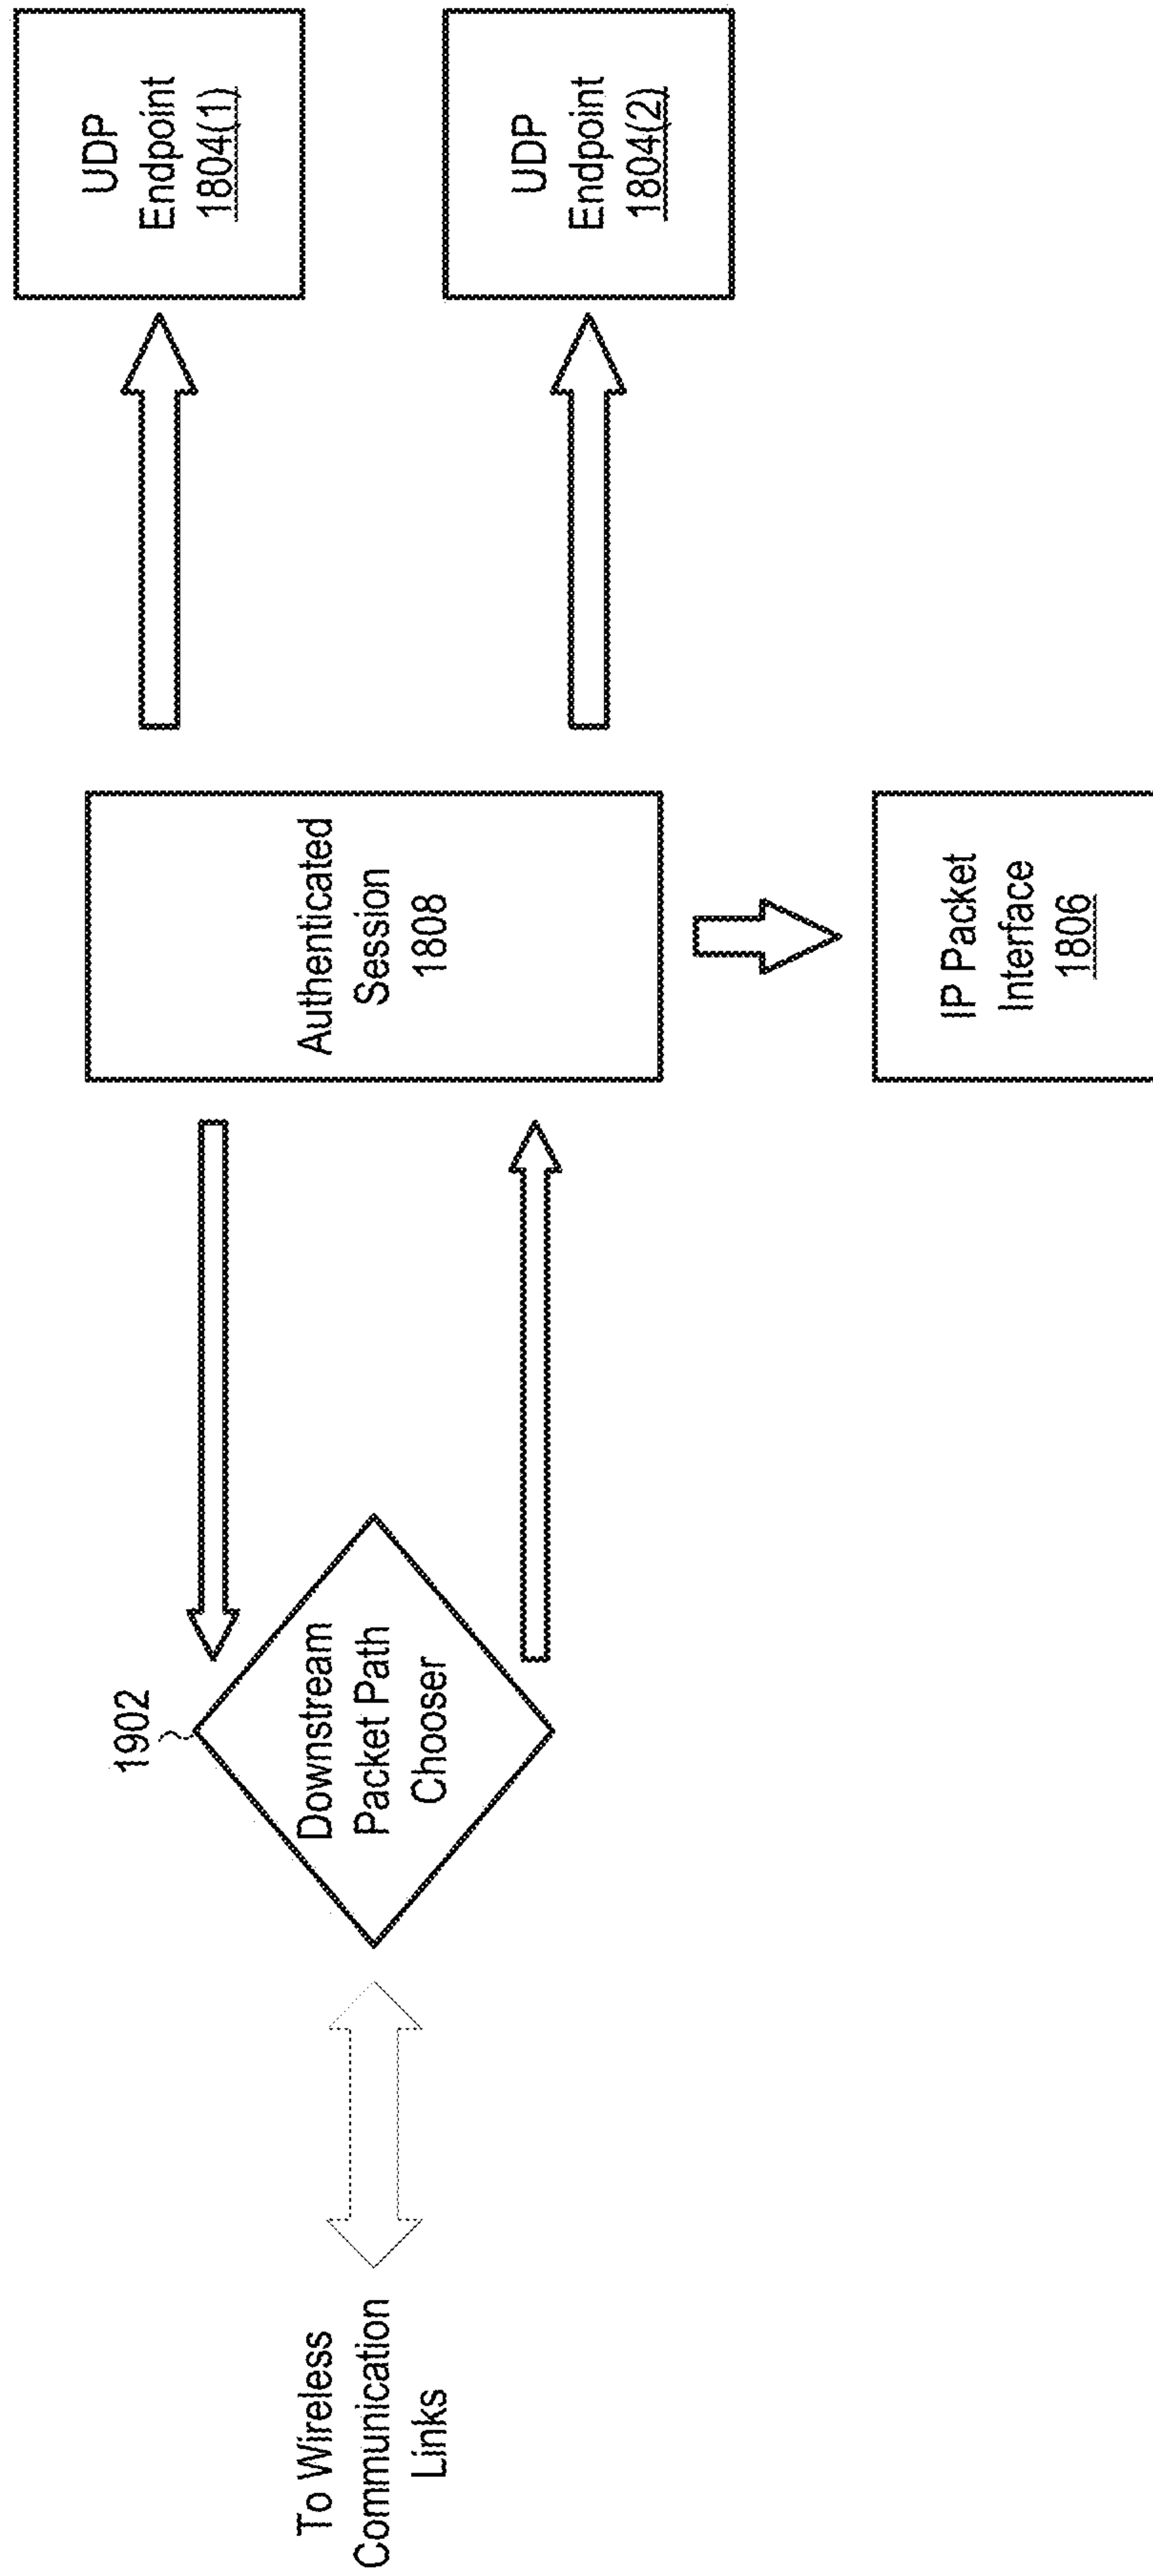 To Wireless
Communication
Links
1902
Downstream
Packet Path
Chooser
Authenticated
Session
1808
UDP
Endpoint
1804(1)
UDP
Endpoint
1804(2)
IP Packet
Interface
1806